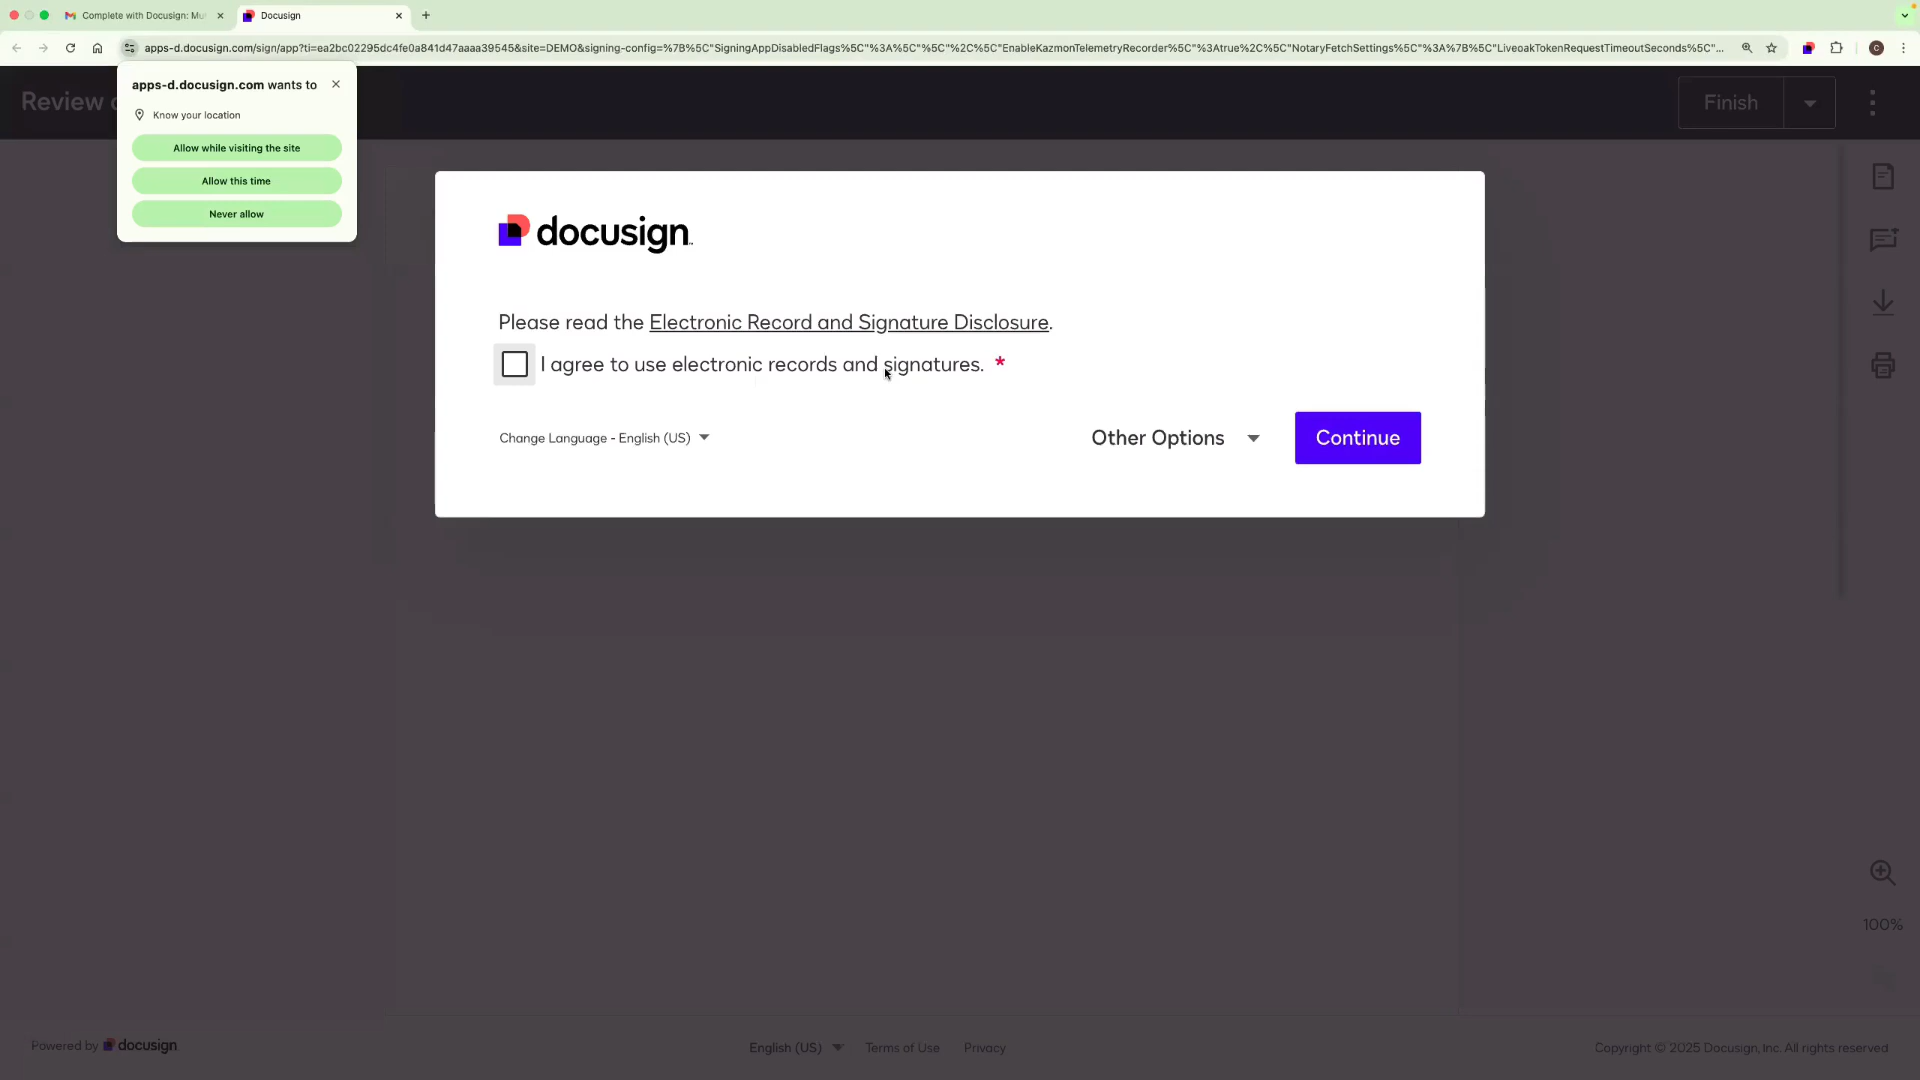 Complete with Docusign: Mu
Docusign
apps-d.docusign.com/sign/app?ti=ea2bc02295dc4fe0a841d47aaaa39545&site=DEMO&signing-config=%7B%5C"SigningAppDisabledFlags%5C"%3A%5C"%5C"%2C%5C"EnableKazmonTelemetryRecorder%5C"%3Atrue%2C%5C"NotaryFetchSettings%5C"%3A%7B%5C"LiveoakTokenRequestTimeoutSeconds%5C"...
C
apps-d.docusign.com wants to
Know your location
Allow while visiting the site
Allow this time
Never allow
Review
Finish
docusign
Please read the Electronic Record and Signature Disclosure.
I agree to use electronic records and signatures. *
Change Language - English (US)
Other Options
Continue
100%
Powered by docusign
English (US)
Terms of Use
Privacy
Copyright © 2025 Docusign, Inc. All rights reserved